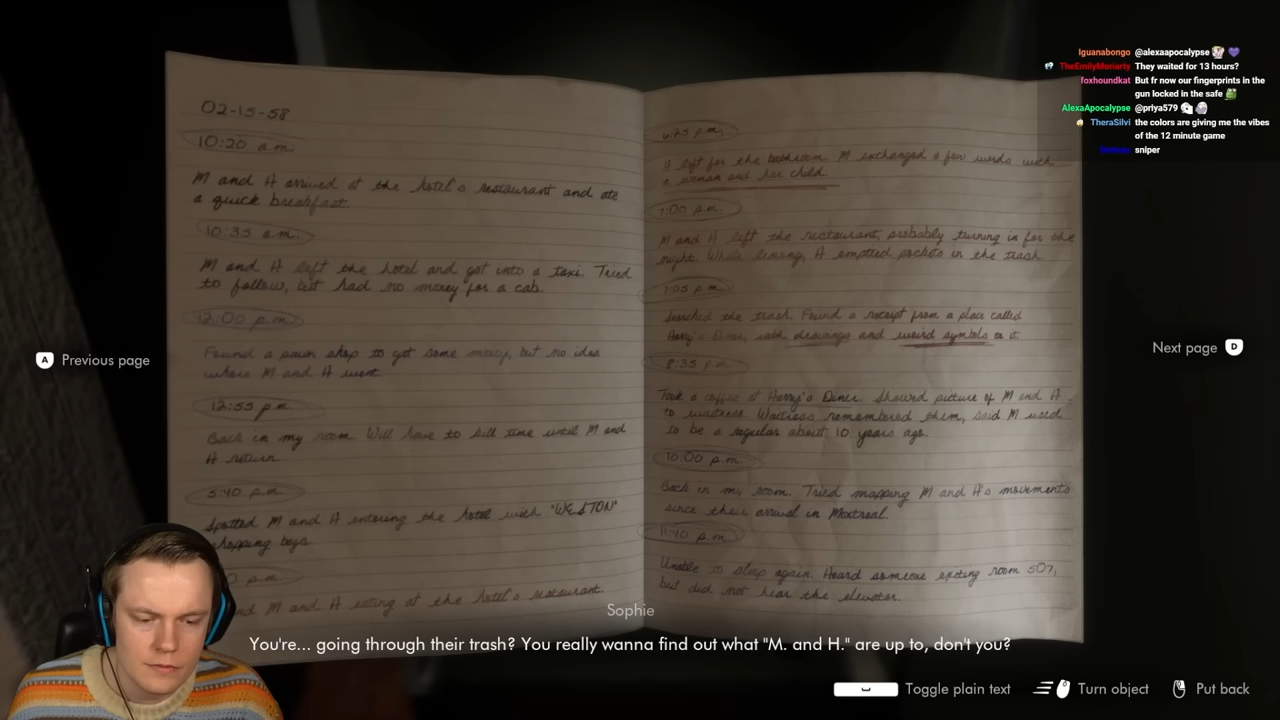 02-15-58
10:20 a.m.
M and H arrived at the hotel's restaurant and ate
a quick breakfast.
10:35 a.m.
M and H left the hotel and got into a taxi. Tried
to follow, but had no money for a cab.
12:00 p.m.
Found a pawn shop to get some money, but no idea
where M and H went.
12:55 p.m.
Back in my room. Will have to kill time until M and
H return.
5:40 p.m.
Spotted M and H entering the hotel with "WESTON"
shopping bags.
p.m.
M and H eating at the hotel's restaurant.
6:25 p.m.
H left for the bathroom. M exchanged a few words with
a woman and her child.
7:00 p.m.
M and H left the restaurant, probably turning in for the
night. While leaving, H emptied pockets in the trash.
7:05 p.m.
Searched the trash. Found a receipt from a place called
Harry's Diner, with drawings and weird symbols on it.
8:35 p.m.
Took a coffee at Harry's Diner. Showed picture of M and H
to waitress. Waitress remembered them, said M used
to be a regular about 10 years ago.
10:00 p.m.
Back in my room. Tried mapping M and H's movements
since their arrival in Montreal.
11:40 p.m.
Unable to sleep again. Heard someone exiting room 507,
but did not hear the elevator.
A Previous page
Next page D
Iguanabongo @alexaapocalypse
TheEmilyMoriarty They waited for 13 hours?
foxhoundkat But fr now our fingerprints in the
gun locked in the safe
AlexaApocalypse @priya579
TheraSilvi the colors are giving me the vibes
of the 12 minute game
sniper
Sophie
You're... going through their trash? You really wanna find out what "M. and H." are up to, don't you?
Toggle plain text
Turn object
Put back